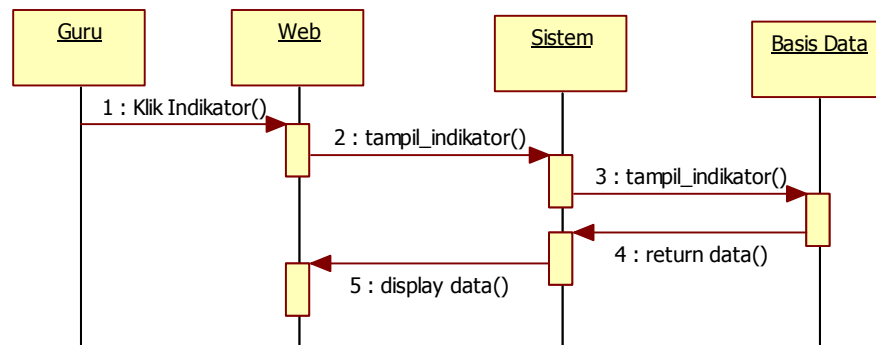 Guru
Web
Sistem
Basis Data
1 : Klik Indikator()
2 : tampil_indikator()
3 : tampil_indikator()
4 : return data()
5 : display data()